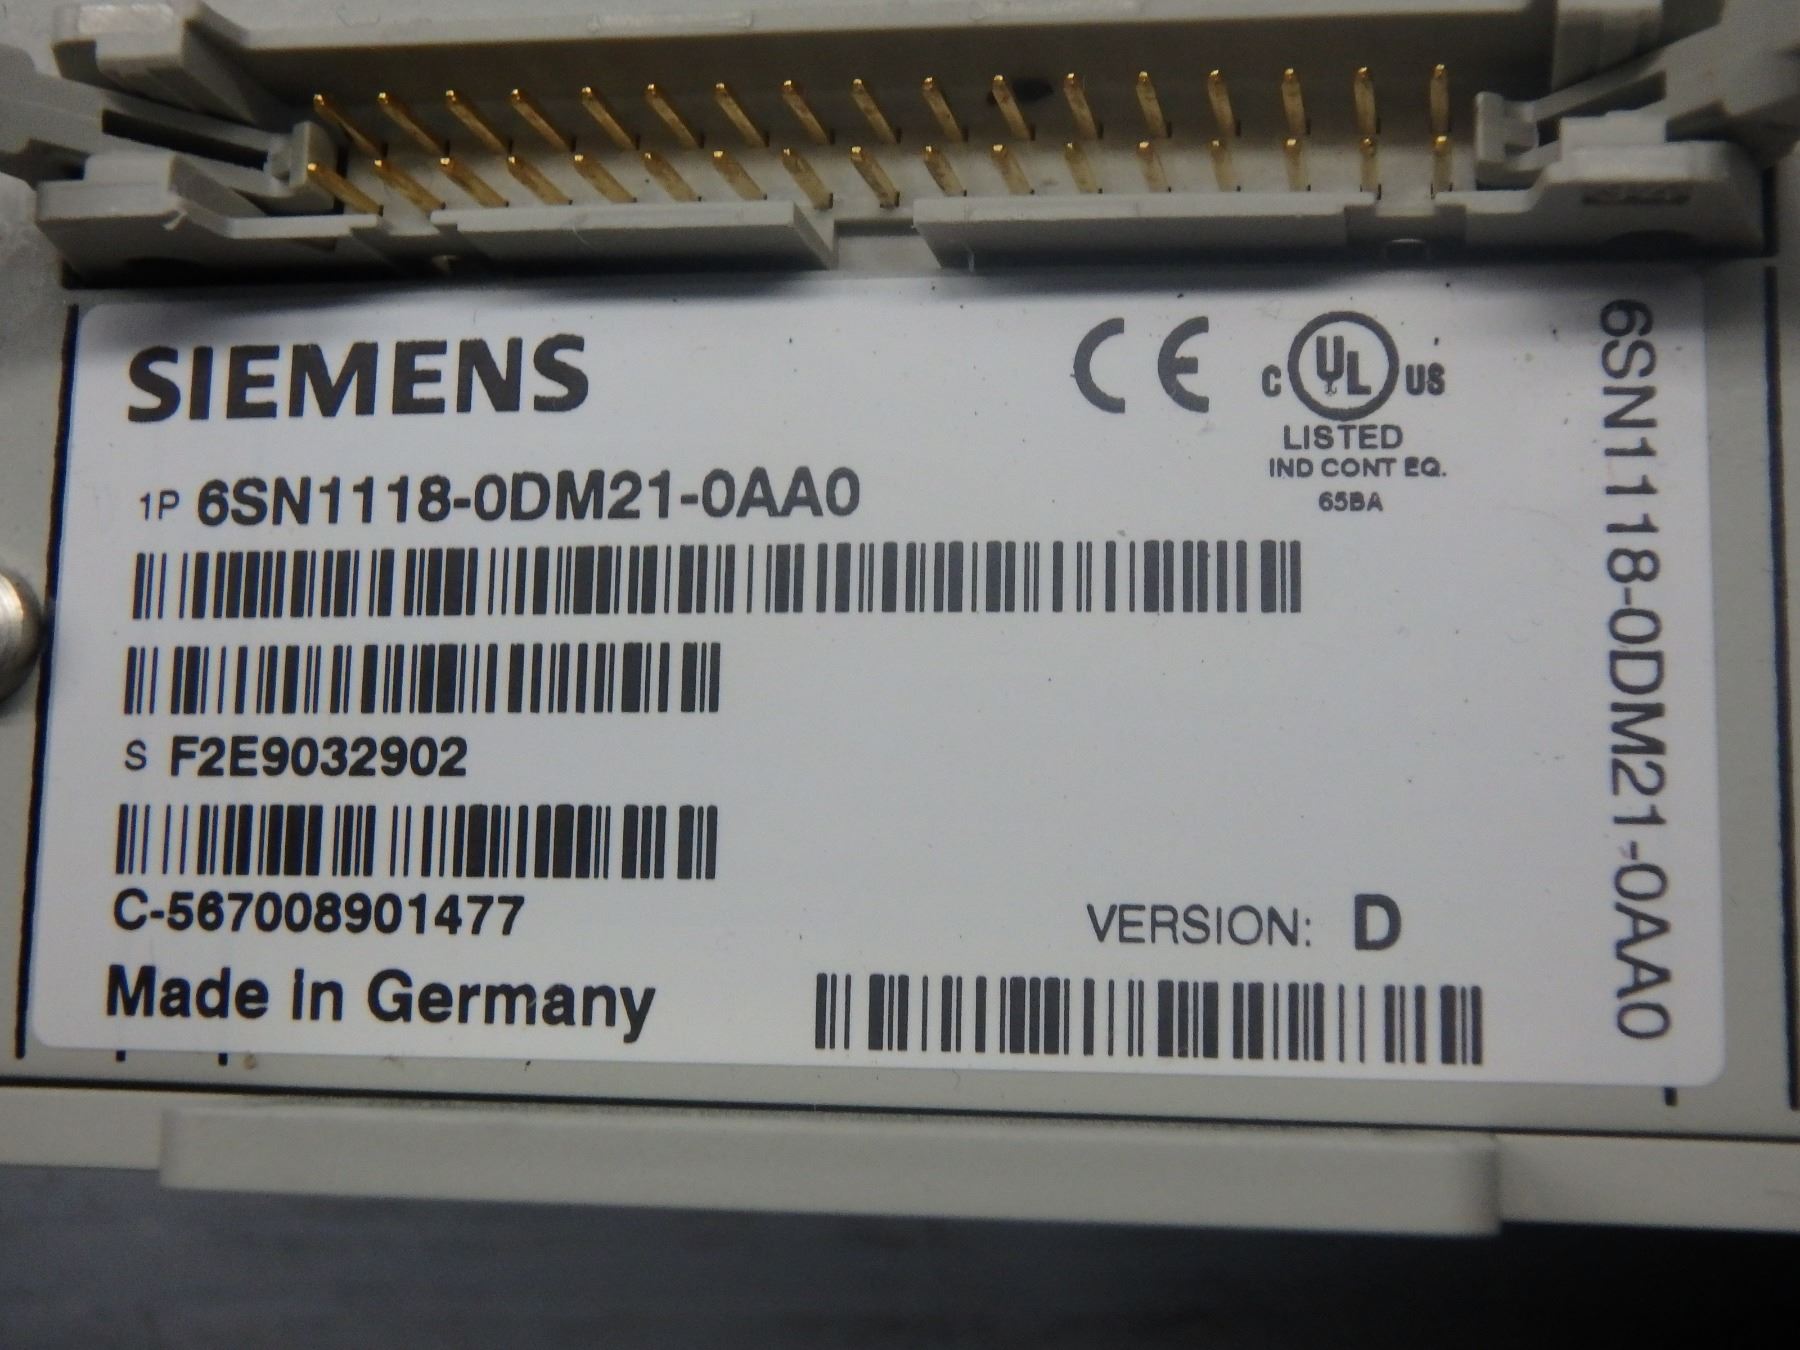 SIEMENS
CE
C UL US
LISTED
IND CONT EQ.
65BA
1P 6SN1118-0DM21-0AA0
S F2E9032902
C-567008901477
VERSION: D
Made in Germany
6SN1118-0DM21-0AA0